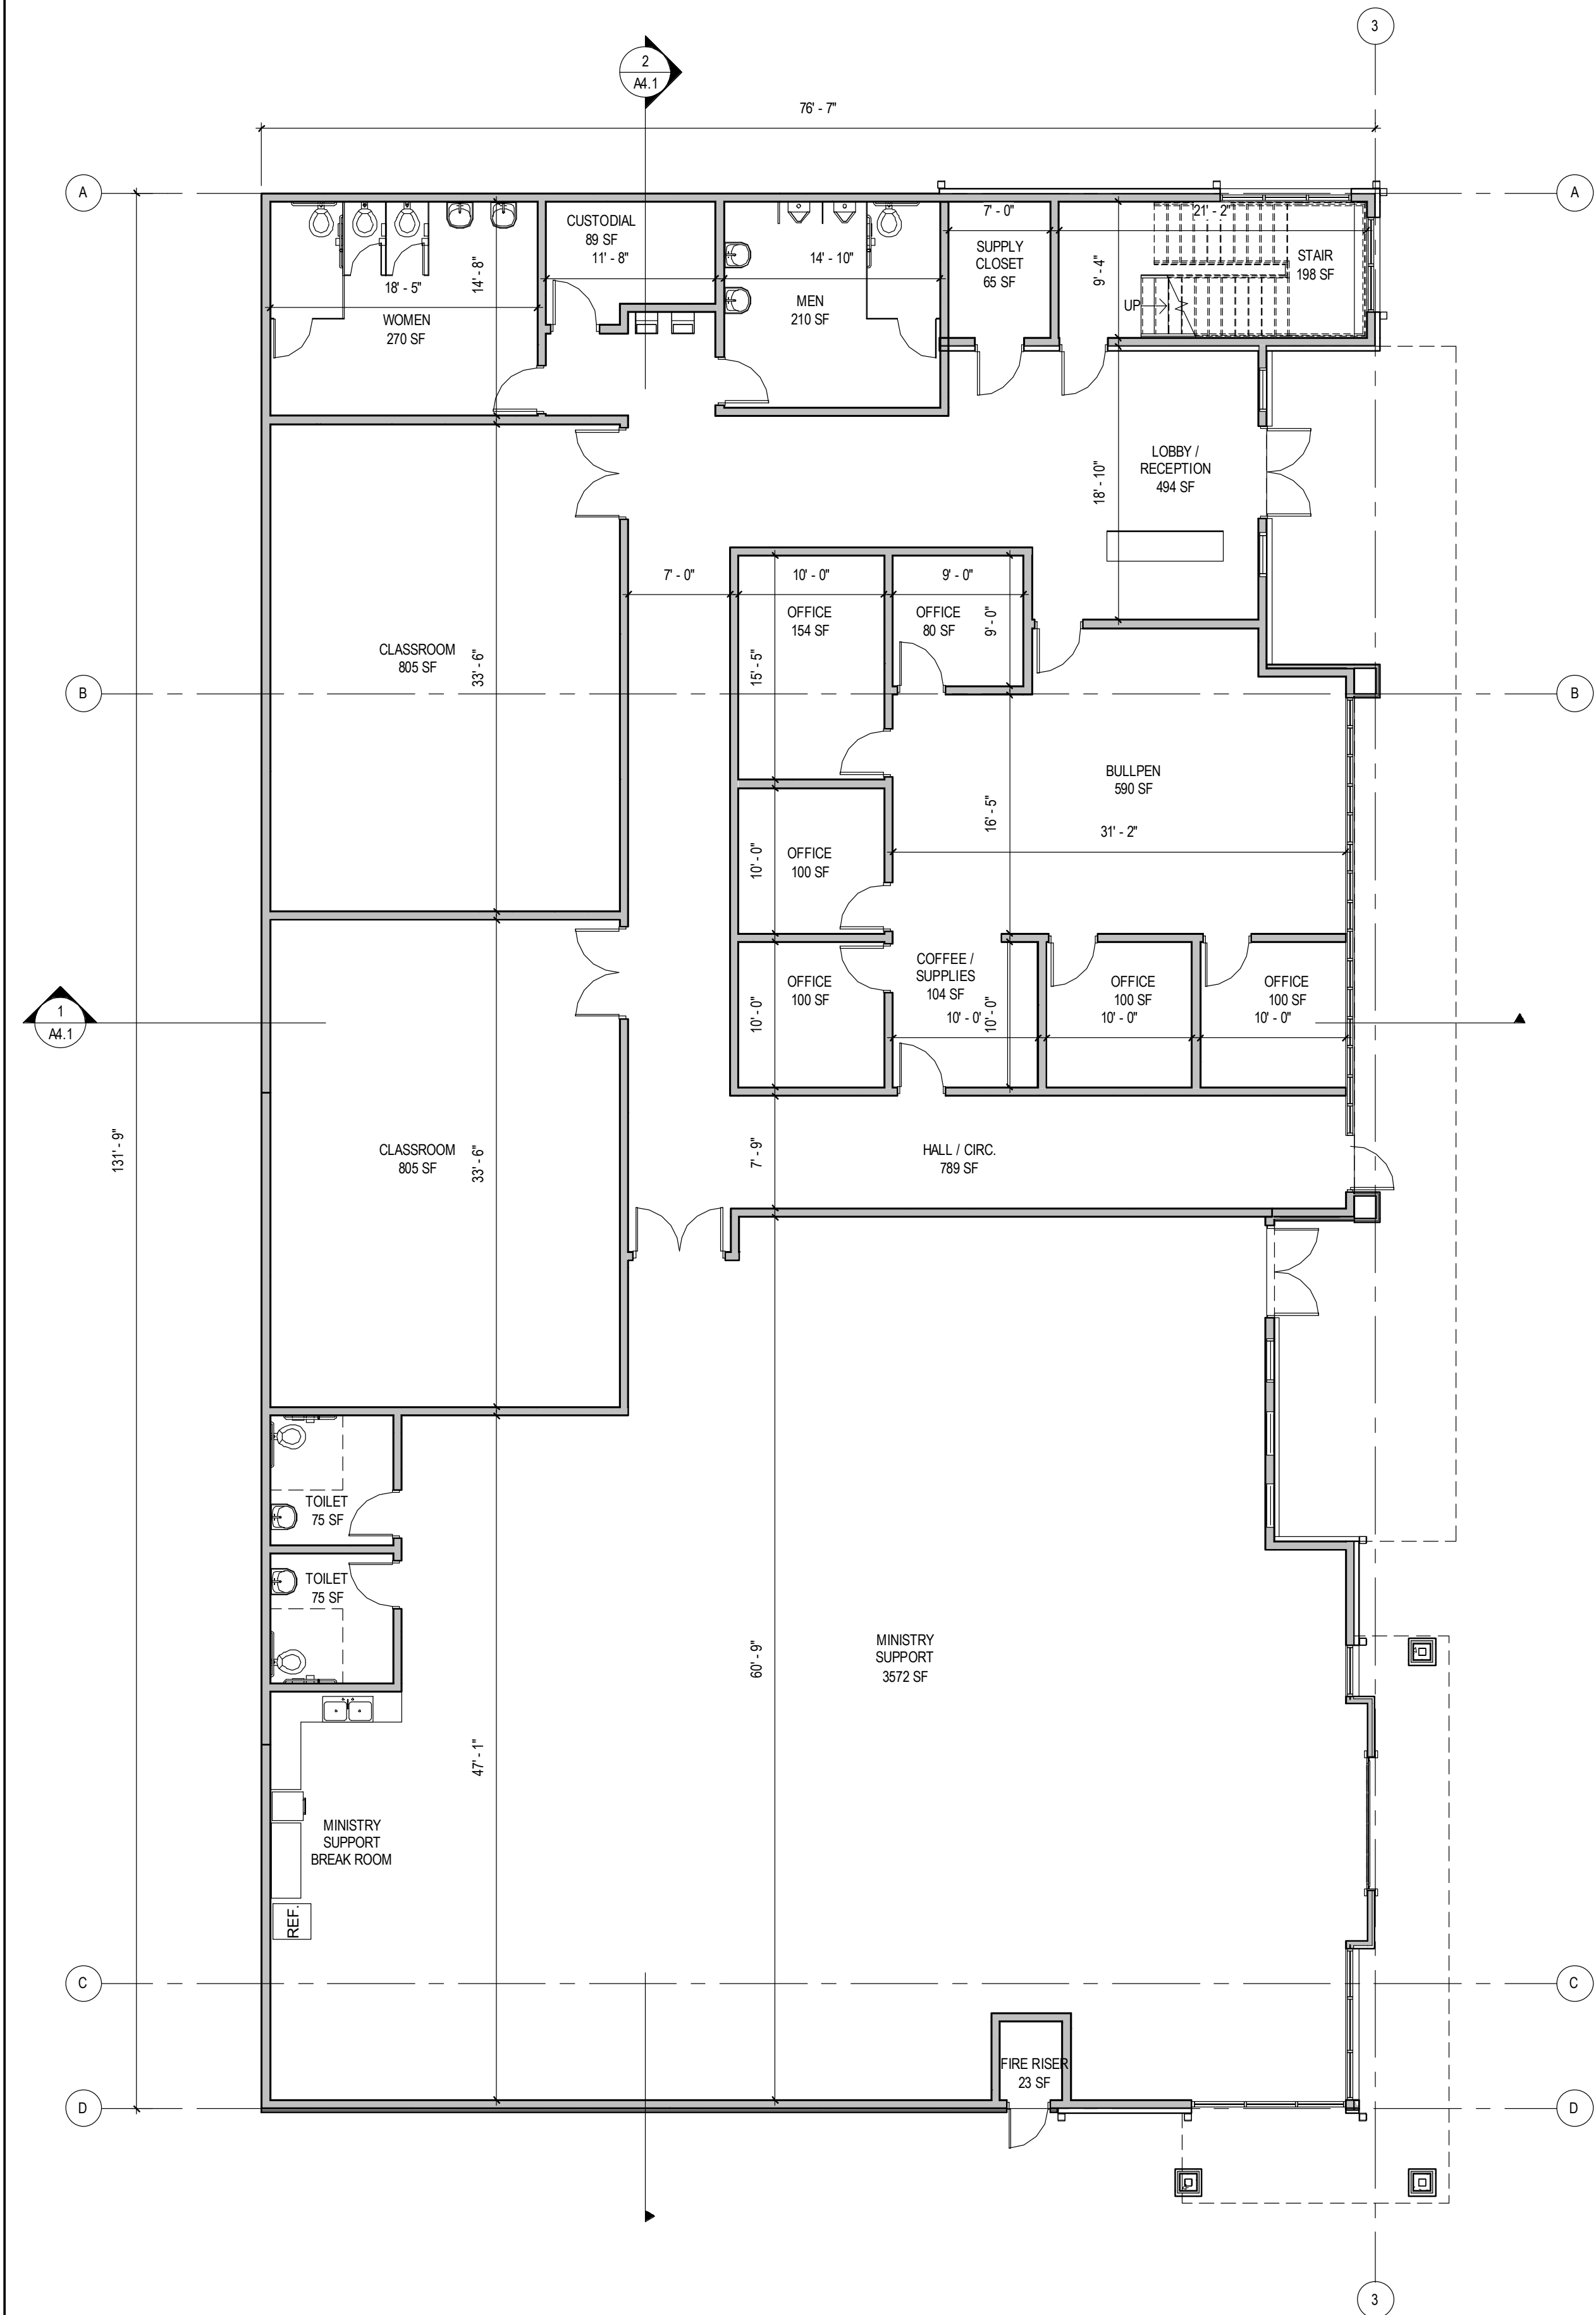 3
2
A4.1
76' - 7"
A
A
CUSTODIAL
89 SF
11' - 8"
7' - 0"
21' - 2"
SUPPLY
CLOSET
65 SF
STAIR
198 SF
14' - 10"
14' - 8"
9' - 4"
18' - 5"
MEN
210 SF
UP
WOMEN
270 SF
LOBBY /
RECEPTION
494 SF
18' - 10"
7' - 0"
10' - 0"
9' - 0"
OFFICE
154 SF
OFFICE
80 SF
9' - 0"
CLASSROOM
805 SF
33' - 6"
15' - 5"
B
B
BULLPEN
590 SF
16' - 5"
31' - 2"
OFFICE
100 SF
10' - 0"
COFFEE /
SUPPLIES
104 SF
10' - 0'
10' - 0"
OFFICE
100 SF
10' - 0"
OFFICE
100 SF
10' - 0"
OFFICE
100 SF
10' - 0"
1
A4.1
131' - 9"
CLASSROOM
805 SF
33' - 6"
7' - 9"
HALL / CIRC.
789 SF
TOILET
75 SF
TOILET
75 SF
60' - 9"
MINISTRY
SUPPORT
3572 SF
47' - 1"
MINISTRY
SUPPORT
BREAK ROOM
REF.
C
C
FIRE RISER
23 SF
D
D
3